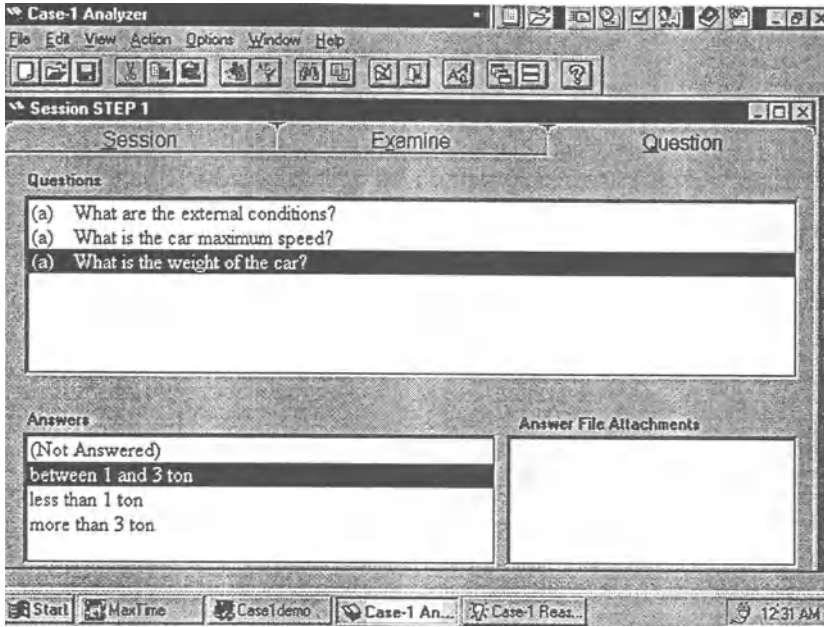 Case-1 Analyzer
File Edit View Action Options Window Help
Session STEP 1
Session Examine Question
Questions
(a) What are the external conditions?
(a) What is the car maximum speed?
(a) What is the weight of the car?
Answers Answer File Attachments
(Not Answered)
between 1 and 3 ton
less than 1 ton
more than 3 ton
Start MaxTime Case1demo Case-1 An... Case-1 Reas... 12:31 AM